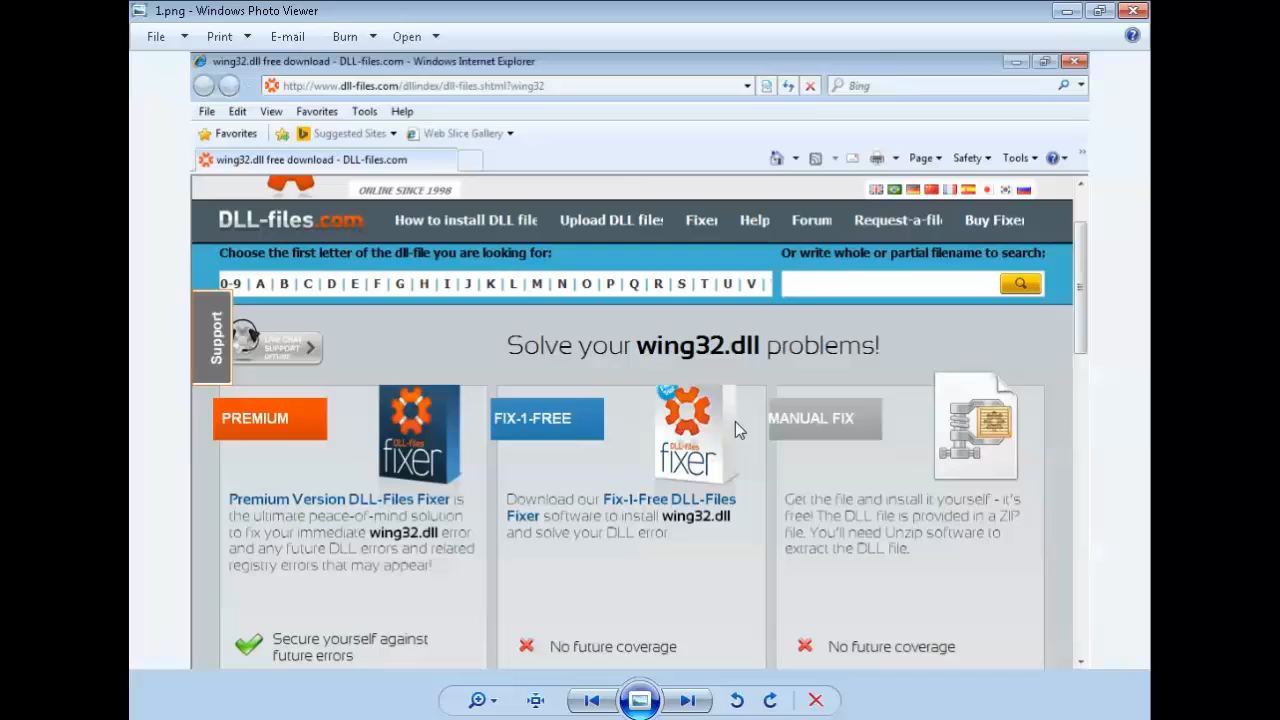 1.png - Windows Photo Viewer
File Print E-mail Burn Open
wing32.dll free download - DLL-files.com - Windows Internet Explorer
http://www.dll-files.com/dllindex/dll-files.shtml?wing32 Bing
File Edit View Favorites Tools Help
Favorites Suggested Sites Web Slice Gallery
wing32.dll free download - DLL-files.com Page Safety Tools »
ONLINE SINCE 1998
DLL-files.com How to install DLL file Upload DLL files Fixer Help Forum Request-a-file Buy Fixer
Choose the first letter of the dll-file you are looking for: Or write whole or partial filename to search:
0-9 | A | B | C | D | E | F | G | H | I | J | K | L | M | N | O | P | Q | R | S | T | U | V |
Support
LIVE CHAT
SUPPORT
OFFLINE
Solve your wing32.dll problems!
PREMIUM
DLL-files
fixer
FIX-1-FREE
DLL-files
fixer
MANUAL FIX
Premium Version DLL-Files Fixer is
the ultimate peace-of-mind solution
to fix your immediate wing32.dll error
and any future DLL errors and related
registry errors that may appear!
Download our Fix-1-Free DLL-Files
Fixer software to install wing32.dll
and solve your DLL error
Get the file and install it yourself - it's
free! The DLL file is provided in a ZIP
file. You'll need Unzip software to
extract the DLL file.
Secure yourself against
future errors
No future coverage
No future coverage